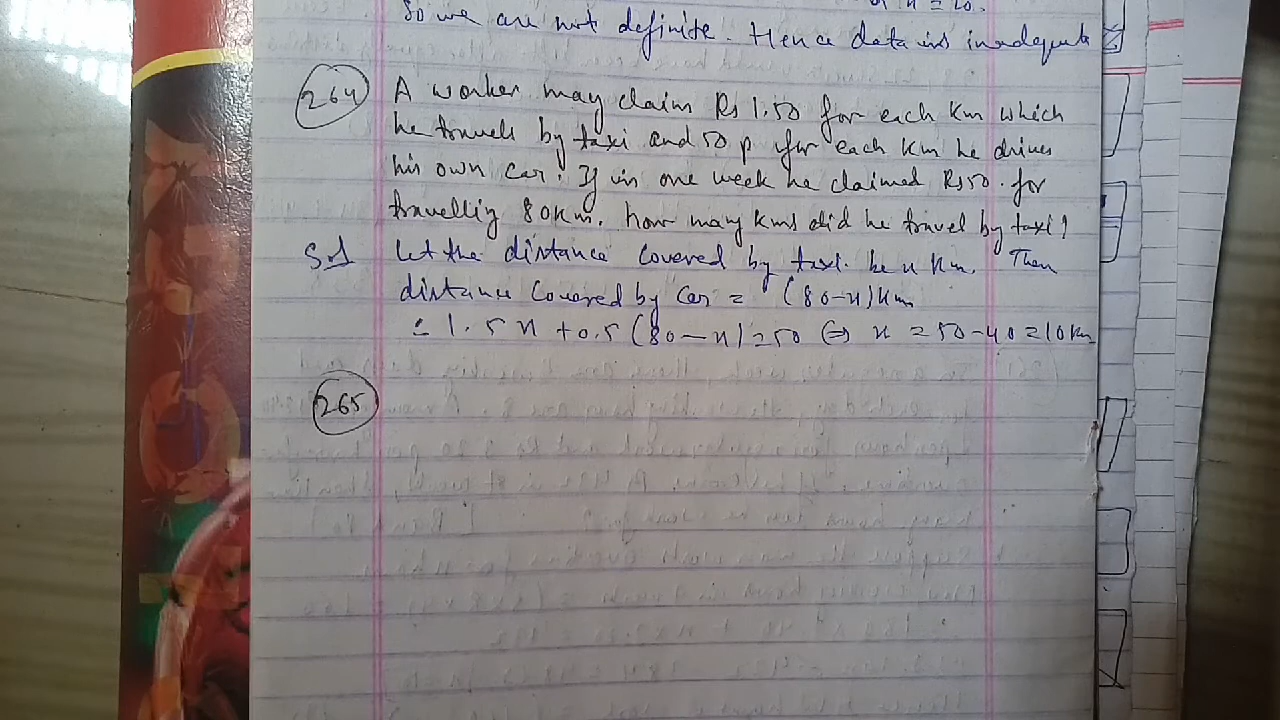 or x = 20.
So we are not definite. Hence data is inadequate
264 A worker may claim Rs 1.50 for each Km which
he travels by taxi and 50 p for each Km he drives
his own car. If in one week he claimed Rs 50. for
travelling 80 Km. how many kms did he travel by taxi?
Sol Let the distance covered by taxi be x Km. Then
distance covered by car = (80-x) Km
∴ 1.5x + 0.5 (80-x) = 50 ⇔ x = 50-40 = 10 Km
265